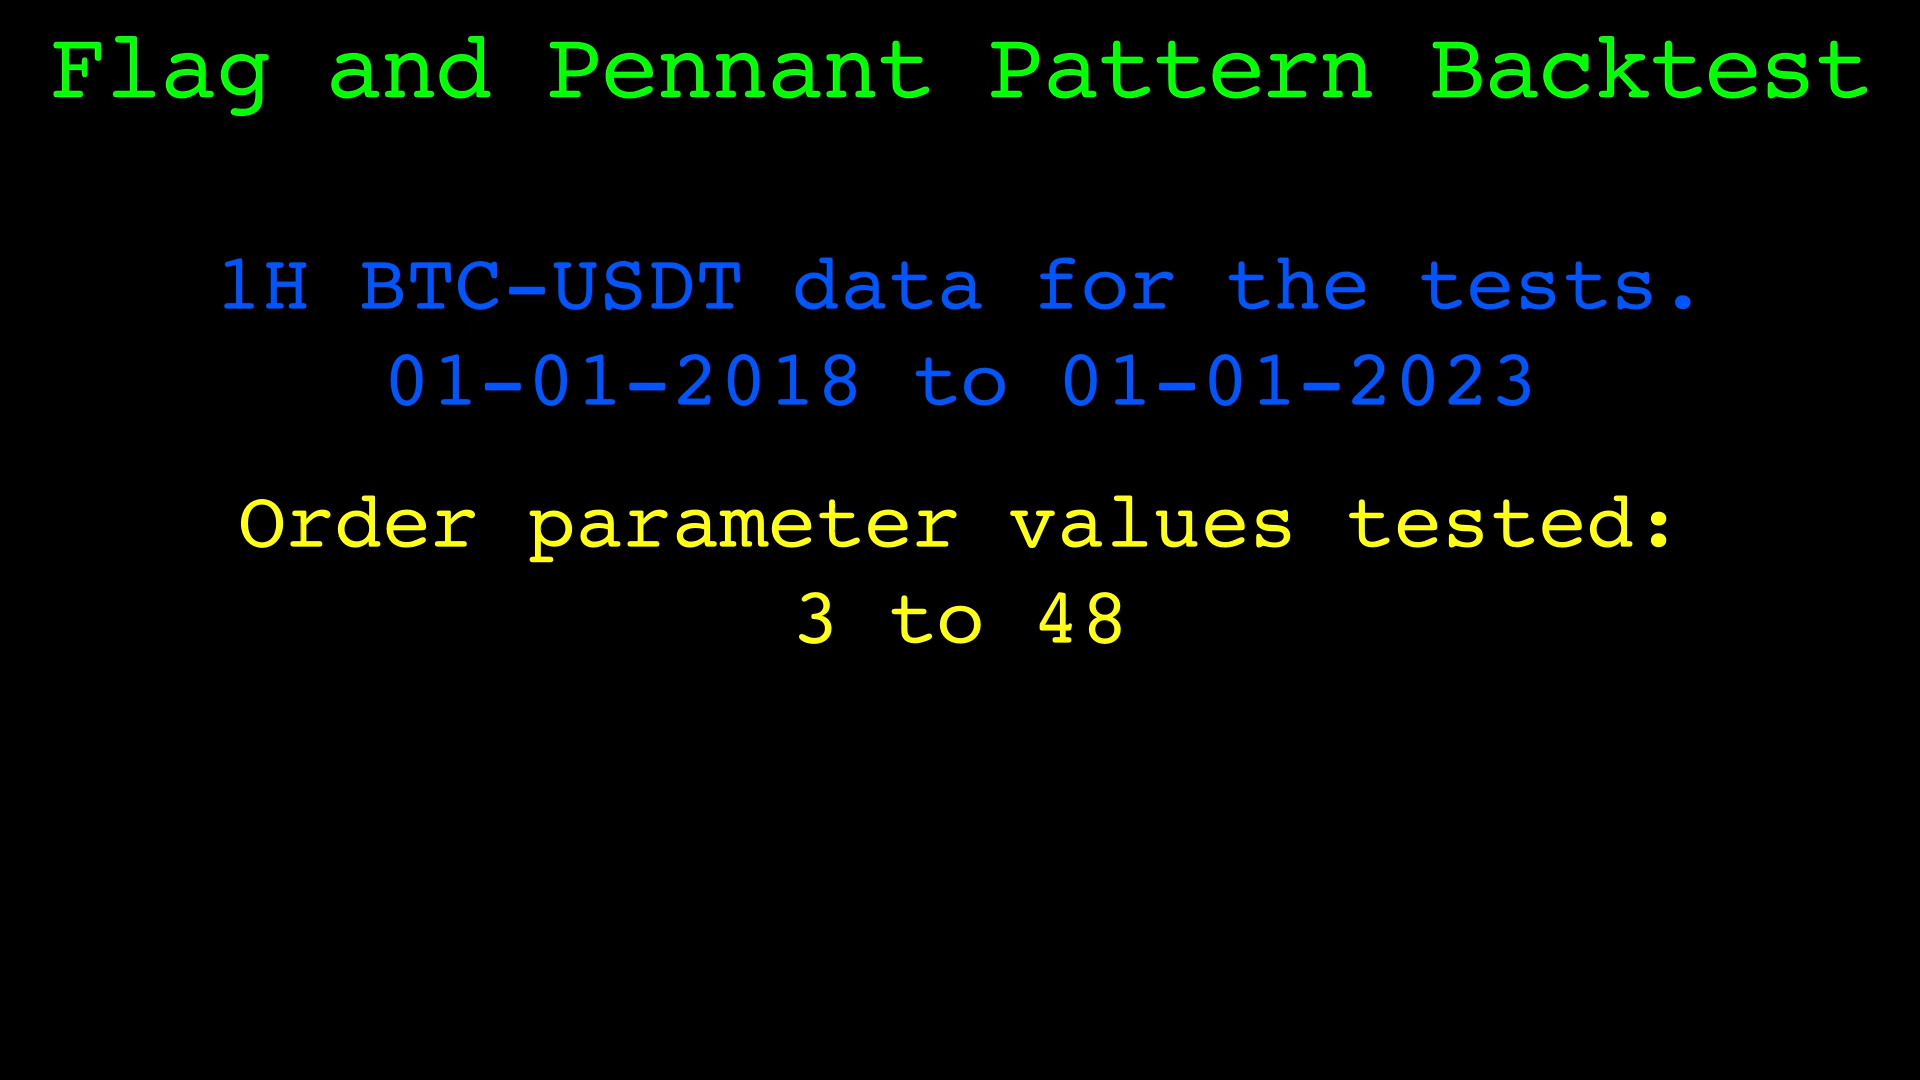 Flag and Pennant Pattern Backtest
1H BTC-USDT data for the tests.
01-01-2018 to 01-01-2023
Order parameter values tested:
3 to 48